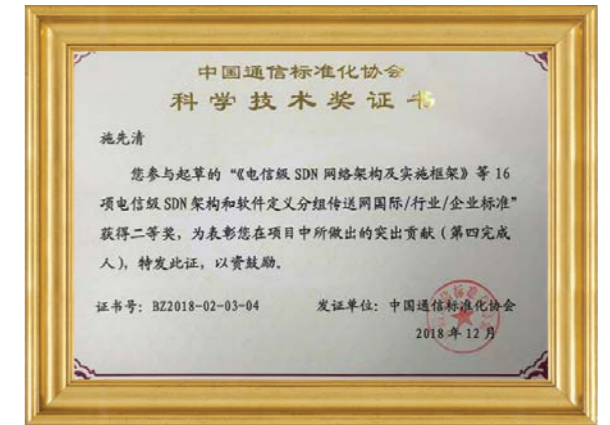 中国通信标准化协会
科学技术奖证书
施先清
您参与起草的“《电信级 SDN 网络架构及实施框架》等 16
项电信级 SDN 架构和软件定义分组传送网国际/行业/企业标准”
获得二等奖，为表彰您在项目中所做出的突出贡献（第四完成
人），特发此证，以资鼓励。
证书号：BZ2018-02-03-04
发证单位：中国通信标准化协会
2018 年 12 月